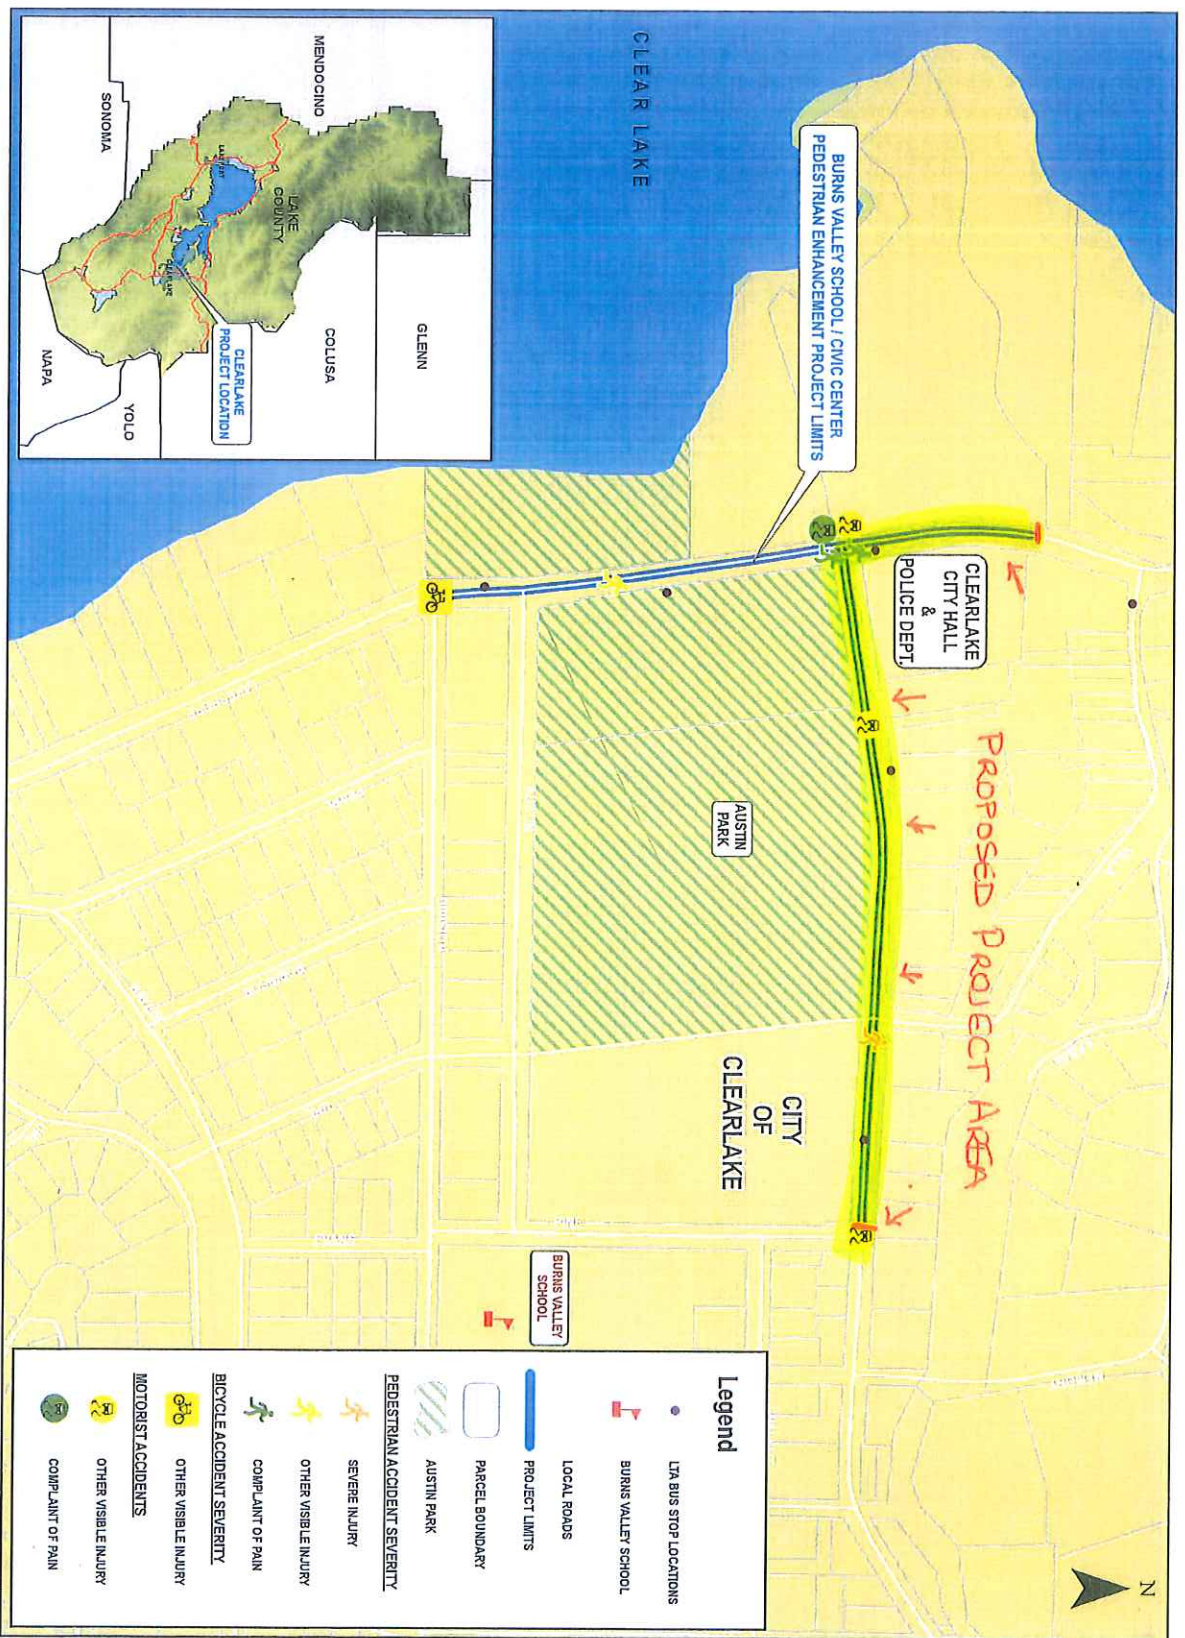 CLEAR LAKE
MENDOCINO
SONOMA
LAKEPORT
LAKE
COUNTY
CLEARLAKE
GLENN
COLUSA
CLEARLAKE
PROJECT LOCATION
NAPA
YOLO
BURNS VALLEY SCHOOL / CIVIC CENTER
PEDESTRIAN ENHANCEMENT PROJECT LIMITS
CLEARLAKE
CITY HALL
&
POLICE DEPT.
PROPOSED PROJECT AREA
AUSTIN
PARK
CITY
OF
CLEARLAKE
BURNS VALLEY
SCHOOL
N
Legend
LTA BUS STOP LOCATIONS
BURNS VALLEY SCHOOL
LOCAL ROADS
PROJECT LIMITS
PARCEL BOUNDARY
AUSTIN PARK
PEDESTRIAN ACCIDENT SEVERITY
SEVERE INJURY
OTHER VISIBLE INJURY
COMPLAINT OF PAIN
BICYCLE ACCIDENT SEVERITY
OTHER VISIBLE INJURY
MOTORIST ACCIDENTS
OTHER VISIBLE INJURY
COMPLAINT OF PAIN